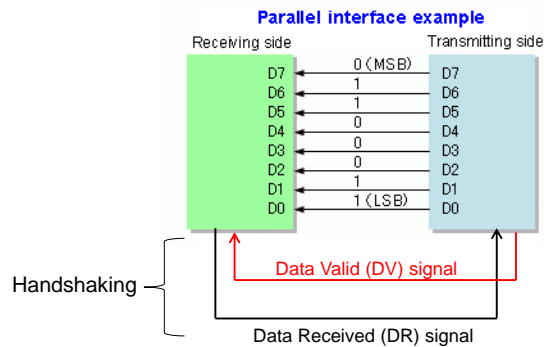 Parallel interface example
Receiving side Transmitting side
D7 0(MSB) D7
D6 1 D6
D5 1 D5
D4 0 D4
D3 0 D3
D2 0 D2
D1 1 D1
D0 1(LSB) D0
Data Valid (DV) signal
Handshaking
Data Received (DR) signal